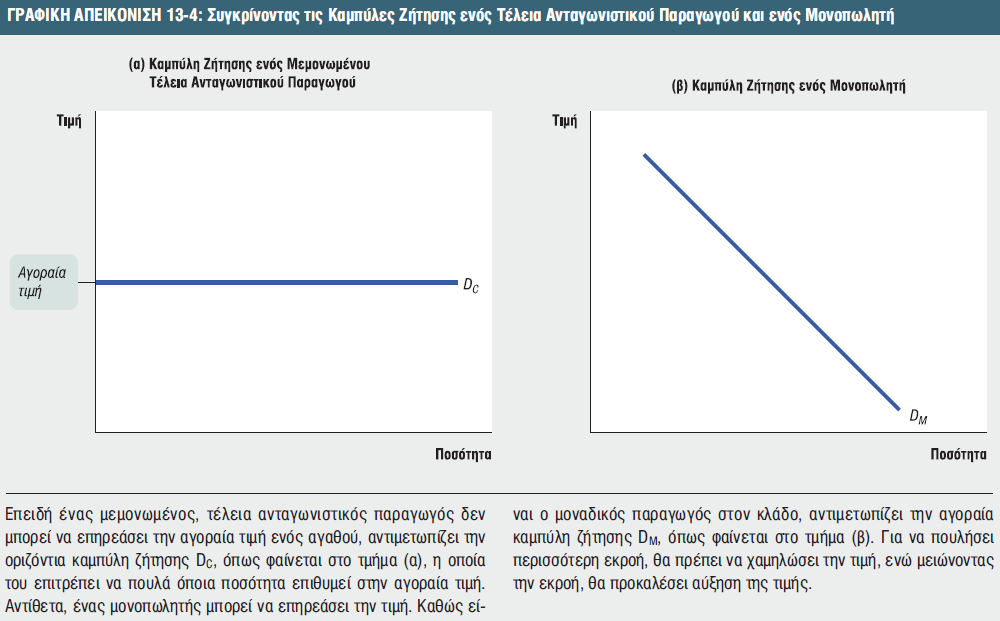 ΓΡΑΦΙΚΗ ΑΠΕΙΚΟΝΙΣΗ 13-4: Συγκρίνοντας τις Καμπύλες Ζήτησης ενός Τέλεια Ανταγωνιστικού Παραγωγού και ενός Μονοπωλητή
(α) Καμπύλη Ζήτησης ενός Μεμονωμένου
Τέλεια Ανταγωνιστικού Παραγωγού
Τιμή
Αγοραία
τιμή
DC
Ποσότητα
(β) Καμπύλη Ζήτησης ενός Μονοπωλητή
Τιμή
DM
Ποσότητα
Επειδή ένας μεμονωμένος, τέλεια ανταγωνιστικός παραγωγός δεν
μπορεί να επηρεάσει την αγοραία τιμή ενός αγαθού, αντιμετωπίζει την
οριζόντια καμπύλη ζήτησης DC, όπως φαίνεται στο τμήμα (α), η οποία
του επιτρέπει να πουλά όποια ποσότητα επιθυμεί στην αγοραία τιμή.
Αντίθετα, ένας μονοπωλητής μπορεί να επηρεάσει την τιμή. Καθώς εί-
ναι ο μοναδικός παραγωγός στον κλάδο, αντιμετωπίζει την αγοραία
καμπύλη ζήτησης DM, όπως φαίνεται στο τμήμα (β). Για να πουλήσει
περισσότερη εκροή, θα πρέπει να χαμηλώσει την τιμή, ενώ μειώνοντας
την εκροή, θα προκαλέσει αύξηση της τιμής.